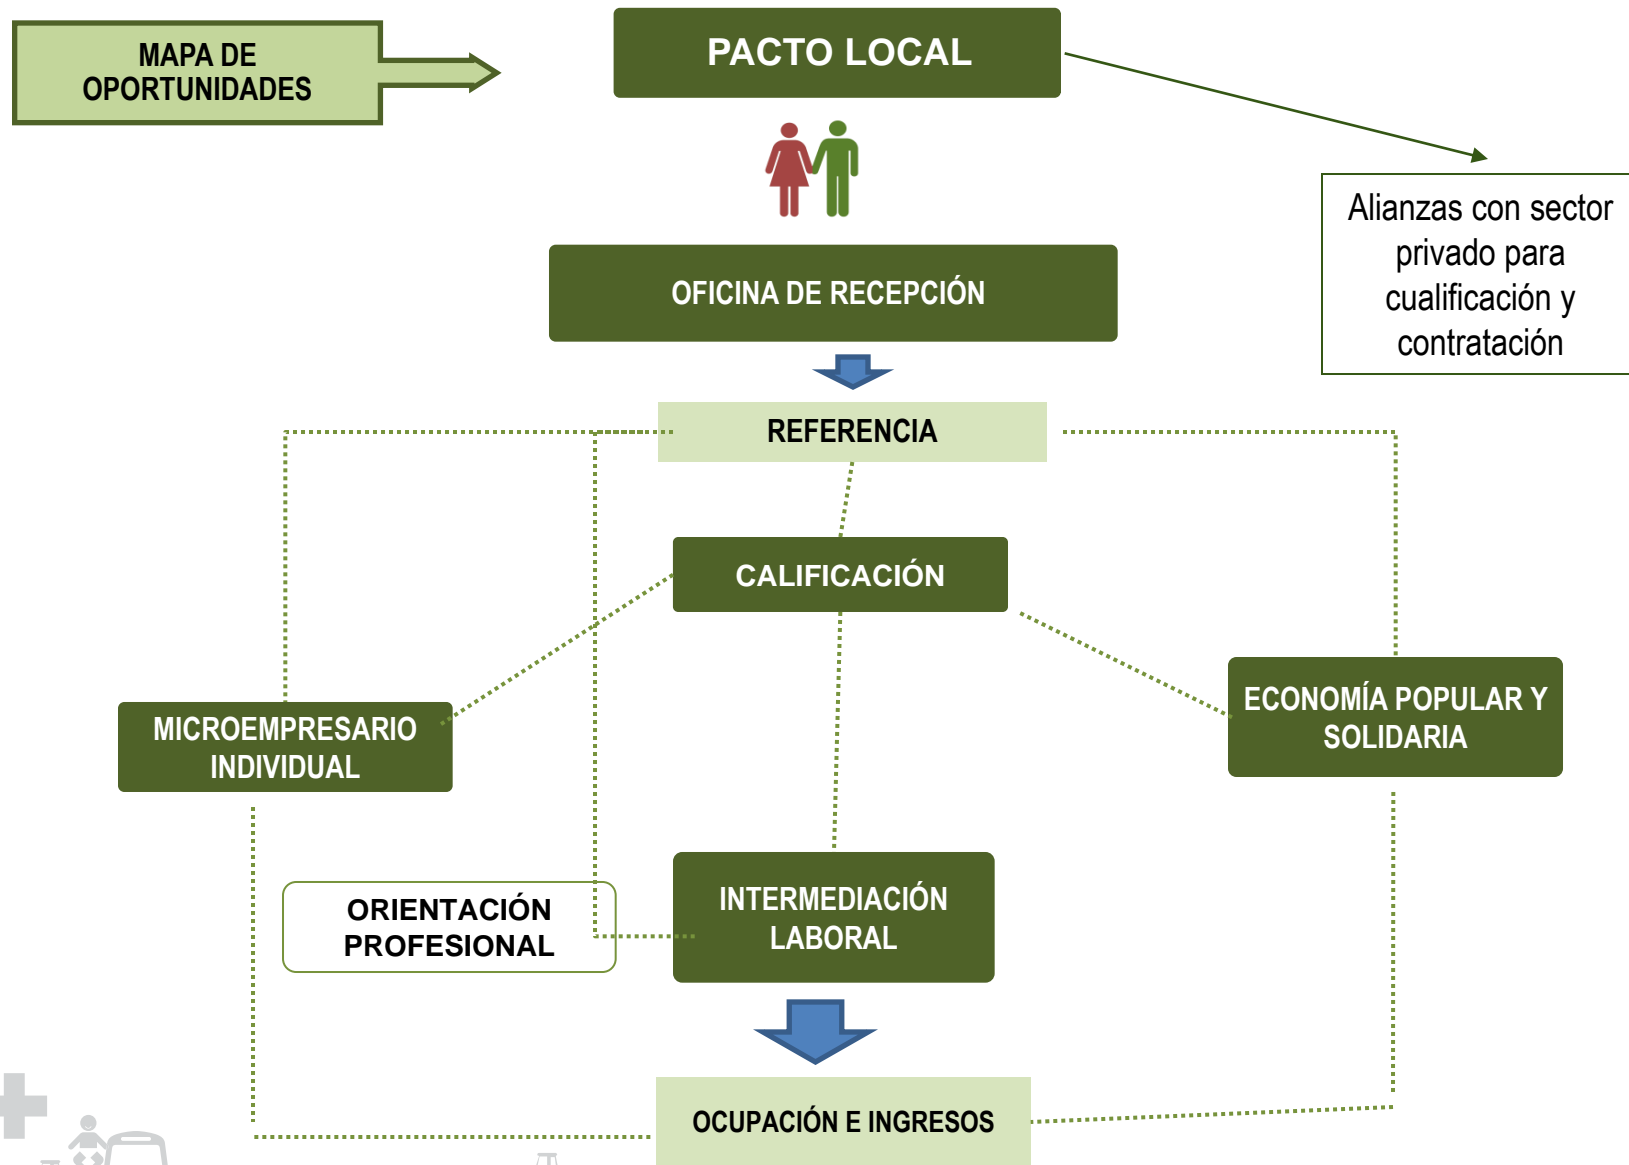 MAPA DE
OPORTUNIDADES
PACTO LOCAL
Alianzas con sector
privado para
cualificación y
contratación
OFICINA DE RECEPCIÓN
REFERENCIA
CALIFICACIÓN
MICROEMPRESARIO
INDIVIDUAL
ECONOMÍA POPULAR Y
SOLIDARIA
ORIENTACIÓN
PROFESIONAL
INTERMEDIACIÓN
LABORAL
OCUPACIÓN E INGRESOS